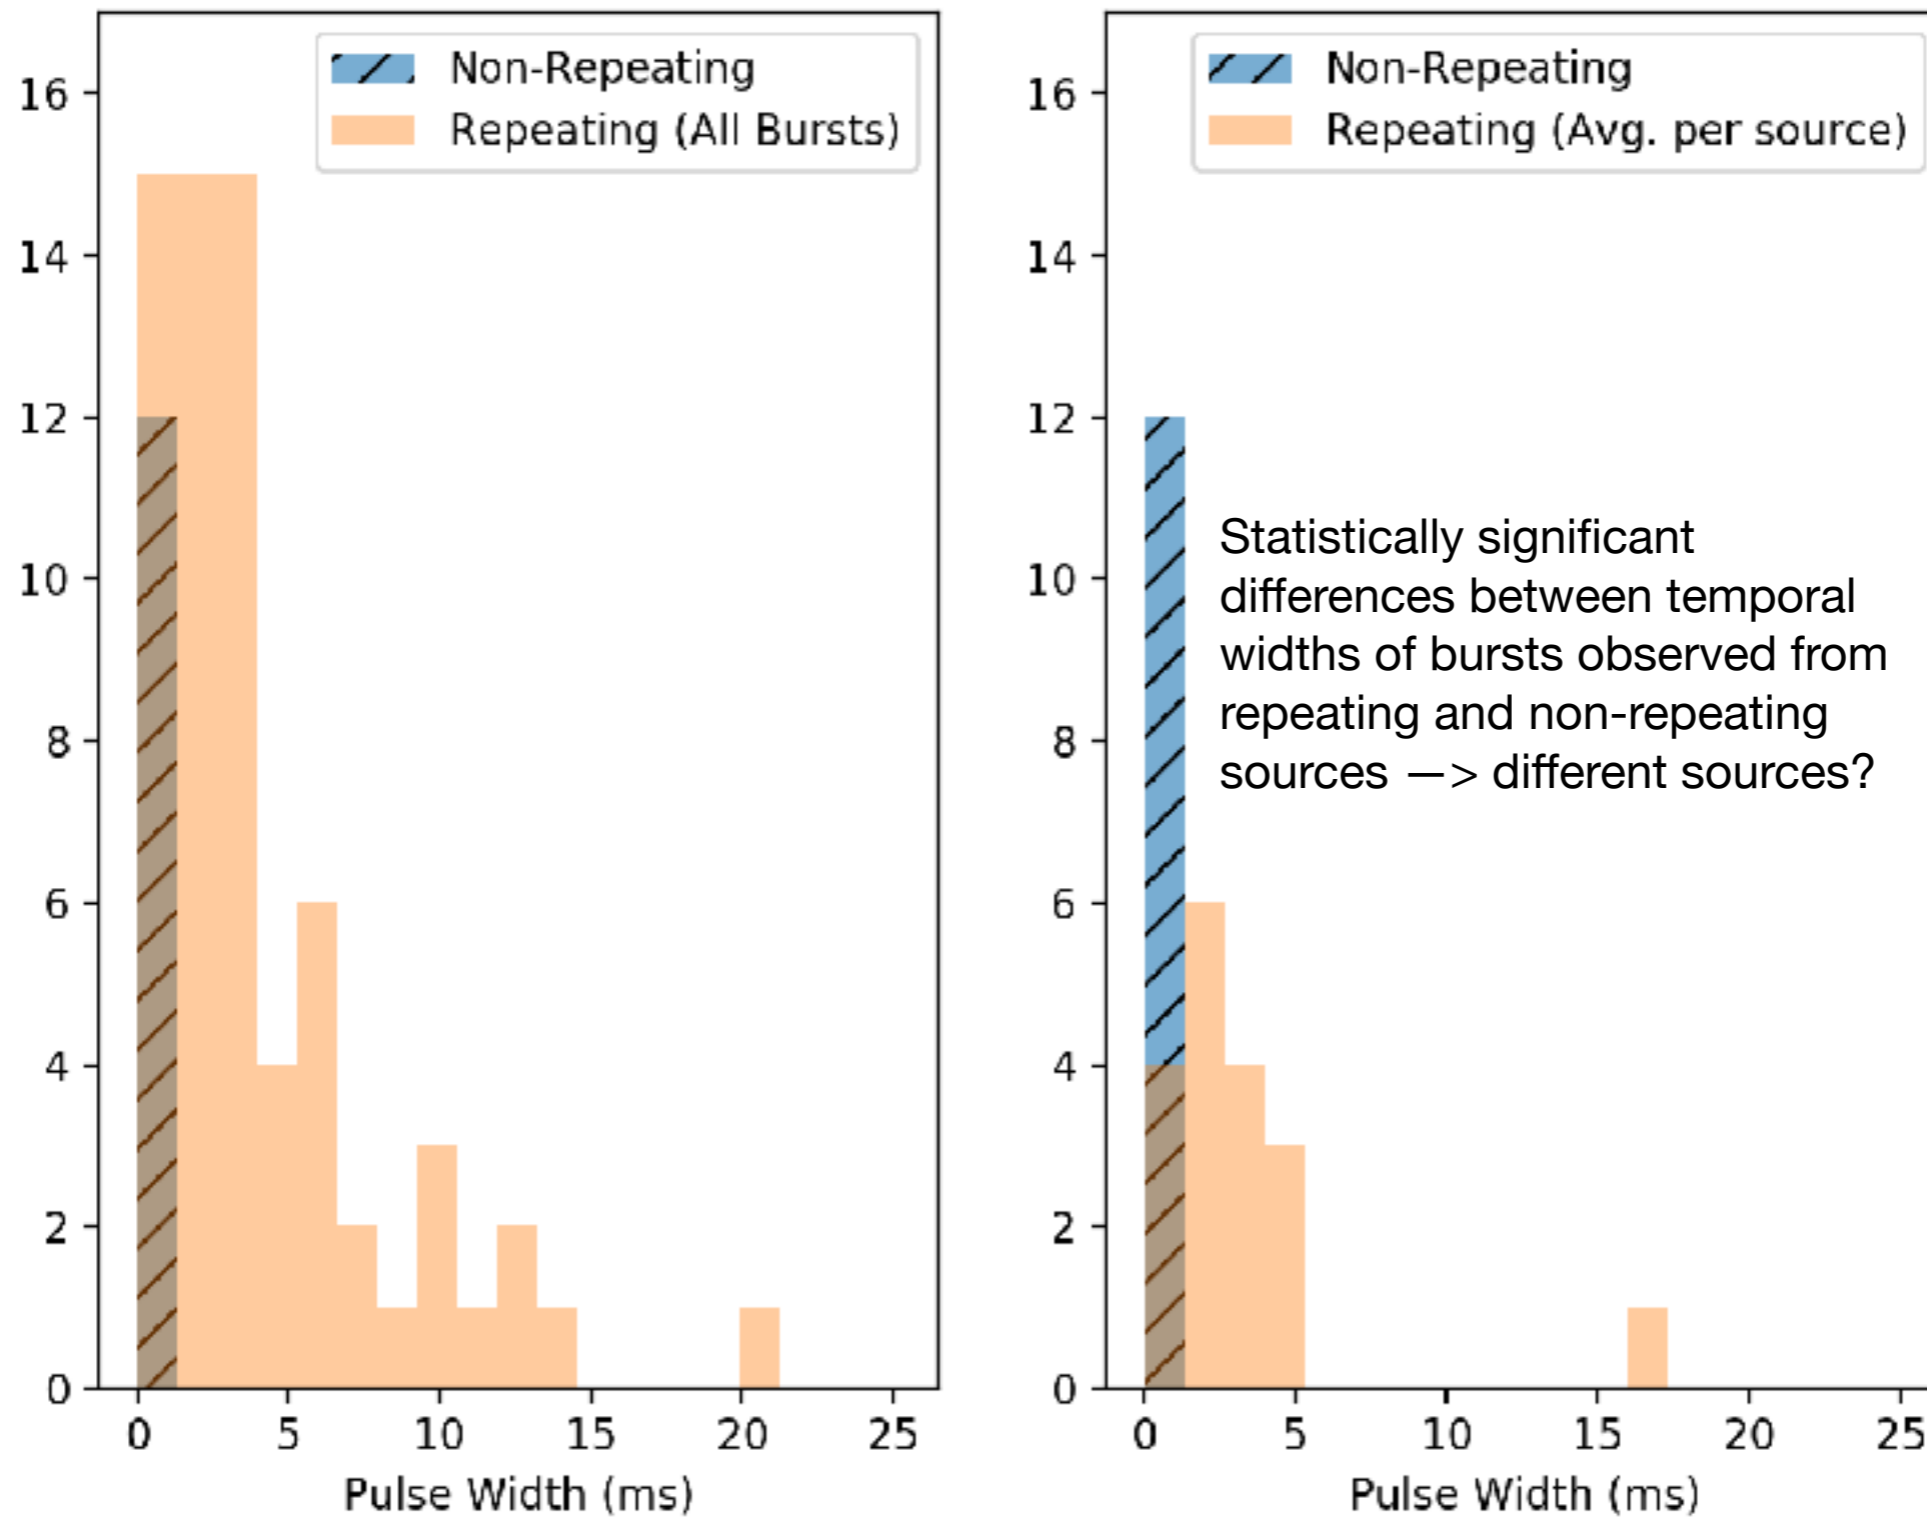 Non-Repeating
Repeating (All Bursts)
16
14
12
10
8
6
4
2
0
0 5 10 15 20 25
Pulse Width (ms)
Non-Repeating
Repeating (Avg. per source)
16
14
12
10
8
6
4
2
0
Statistically significant
differences between temporal
widths of bursts observed from
repeating and non-repeating
sources —> different sources?
0 5 10 15 20 25
Pulse Width (ms)